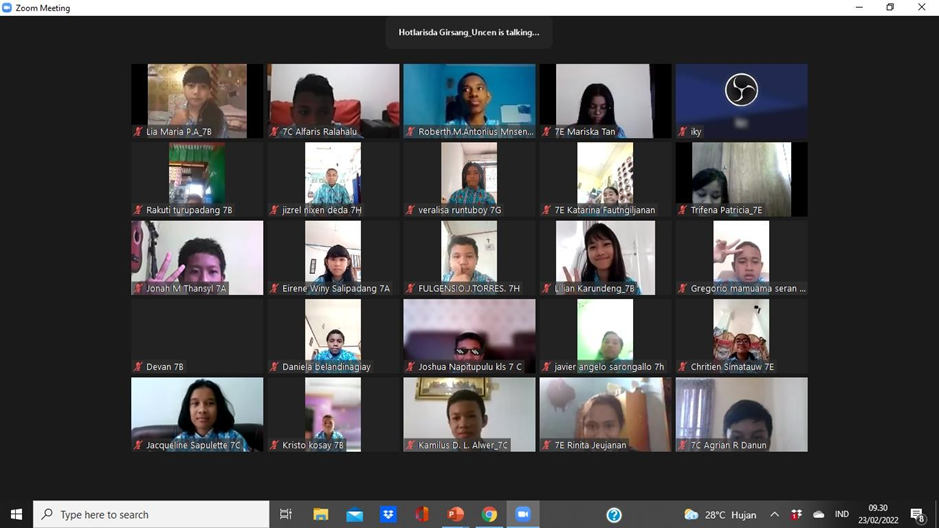 Zoom Meeting
Hotlarisda Girsang_Uncen is talking...
Lia Maria P.A_7B
7C Alfaris Ralahalu
Roberth.M.Antonius Mnsen...
7E Mariska Tan
iky
Rakuti turupadang 7B
jizrel nixen deda 7H
veralisa runtuboy 7G
7E Katarina Fautngiljanan
Trifena Patricia_7E
Jonah M Thansyl 7A
Eirene Winy Salipadang 7A
FULGENSIO.J.TORRES. 7H
Lilian Karundeng_7B
Gregorio mamuama seran ...
Devan 7B
Daniela belandinagiay
Joshua Napitupulu kls 7 C
javier angelo sarongallo 7h
Chritien Simatauw 7E
Jacqueline Sapulette 7C
Kristo kosay 7B
Kamilus D. L. Alwer_7C
7E Rinita Jeujanan
7C Agrian R Danun
Type here to search
28°C Hujan
IND
09.30
23/02/2022
8